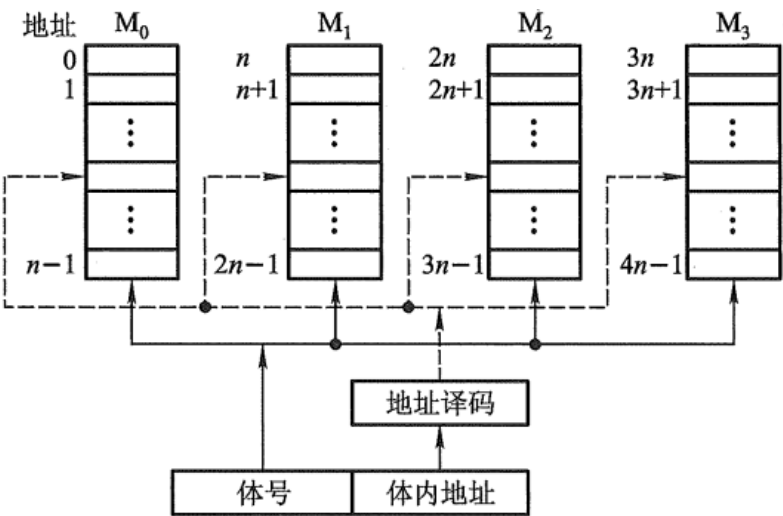 地址 M₀ M₁ M₂ M₃
0 n 2n 3n
1 n+1 2n+1 3n+1
n−1 2n−1 3n−1 4n−1
地址译码
体号 体内地址